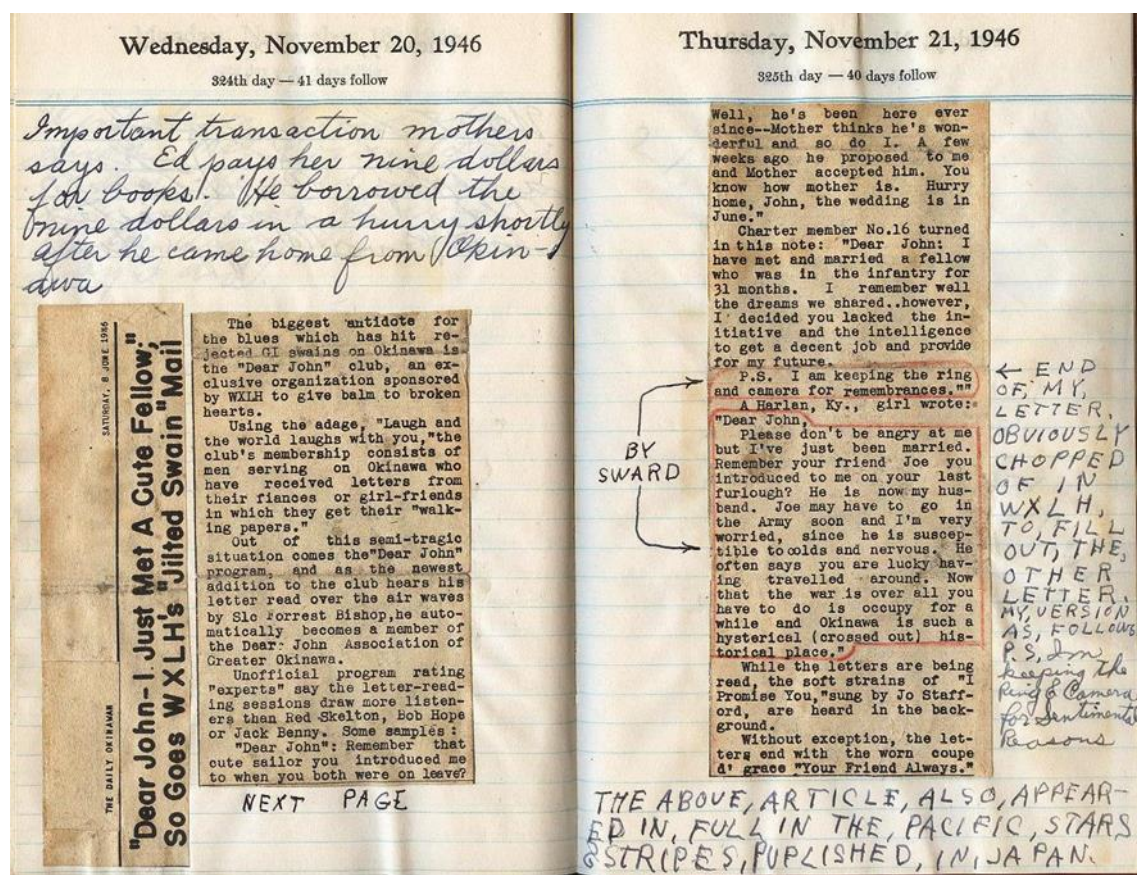 Wednesday, November 20, 1946
324th day — 41 days follow
Important transaction mothers
says. Ed pays her nine dollars
for books. He borrowed the
nine dollars in a hurry shortly
after he came home from Okin-
awa
THE DAILY OKINAWAN
SATURDAY, 8 JUNE 1946
"Dear John-I Just Met A Cute Fellow;"
So Goes WXLH's "Jilted Swain" Mail
The biggest antidote for
the blues which has hit re-
jected GI swains on Okinawa is
the "Dear John" club, an ex-
clusive organization sponsored
by WXLH to give balm to broken
hearts.
Using the adage, "Laugh and
the world laughs with you,"the
club's membership consists of
men serving on Okinawa who
have received letters from
their fiances or girl-friends
in which they get their "walk-
ing papers."
Out of this semi-tragic
situation comes the"Dear John"
program, and as the newest
addition to the club hears his
letter read over the air waves
by Slc Forrest Bishop,he auto-
matically becomes a member of
the Dear John Association of
Greater Okinawa.
Unofficial program rating
"experts" say the letter-read-
ing sessions draw more listen-
ers than Red Skelton, Bob Hope
or Jack Benny. Some samples:
"Dear John": Remember that
cute sailor you introduced me
to when you both were on leave?
NEXT PAGE
Thursday, November 21, 1946
325th day — 40 days follow
Well, he's been here ever
since--Mother thinks he's won-
derful and so do I. A few
weeks ago he proposed to me
and Mother accepted him. You
know how mother is. Hurry
home, John, the wedding is in
June."
Charter member No.16 turned
in this note: "Dear John: I
have met and married a fellow
who was in the infantry for
31 months. I remember well
the dreams we shared..however,
I decided you lacked the in-
itiative and the intelligence
to get a decent job and provide
for my future.
P.S. I am keeping the ring
and camera for remembrances.""
A Harlan, Ky., girl wrote:
"Dear John,
Please don't be angry at me
but I've just been married.
Remember your friend Joe you
introduced to me on your last
furlough? He is now my hus-
band. Joe may have to go in
the Army soon and I'm very
worried, since he is suscep-
tible to colds and nervous. He
often says you are lucky hav-
ing travelled around. Now
that the war is over all you
have to do is occupy for a
while and Okinawa is such a
hysterical (crossed out) his-
torical place."
While the letters are being
read, the soft strains of "I
Promise You,"sung by Jo Staff-
ord, are heard in the back-
ground.
Without exception, the let-
ters end with the worn coupe
d' grace "Your Friend Always."
BY
SWARD
← END
OF, MY,
LETTER.
OBVIOUSLY
CHOPPED
OF IN
WXLH,
TO, FILL
OUT, THE,
OTHER
LETTER.
MY, VERSION
AS, FOLLOWS
P.S. Im
keeping the
Ring & Camera
for Sentimental
Reasons
THE ABOVE, ARTICLE, ALSO, APPEAR-
ED IN, FULL IN THE, PACIFIC, STARS
& STRIPES, PUPLISHED, IN, JAPAN.